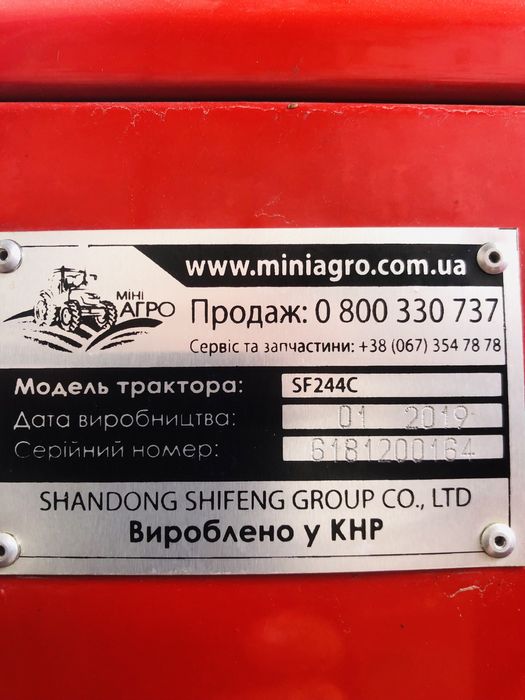 міні
АГРО
www.miniagro.com.ua
Продаж: 0 800 330 737
Сервіс та запчастини: +38 (067) 354 78 78
Модель трактора: SF244C
Дата виробництва: 01 2019
Серійний номер: 6181200164
SHANDONG SHIFENG GROUP CO., LTD
Вироблено у КНР